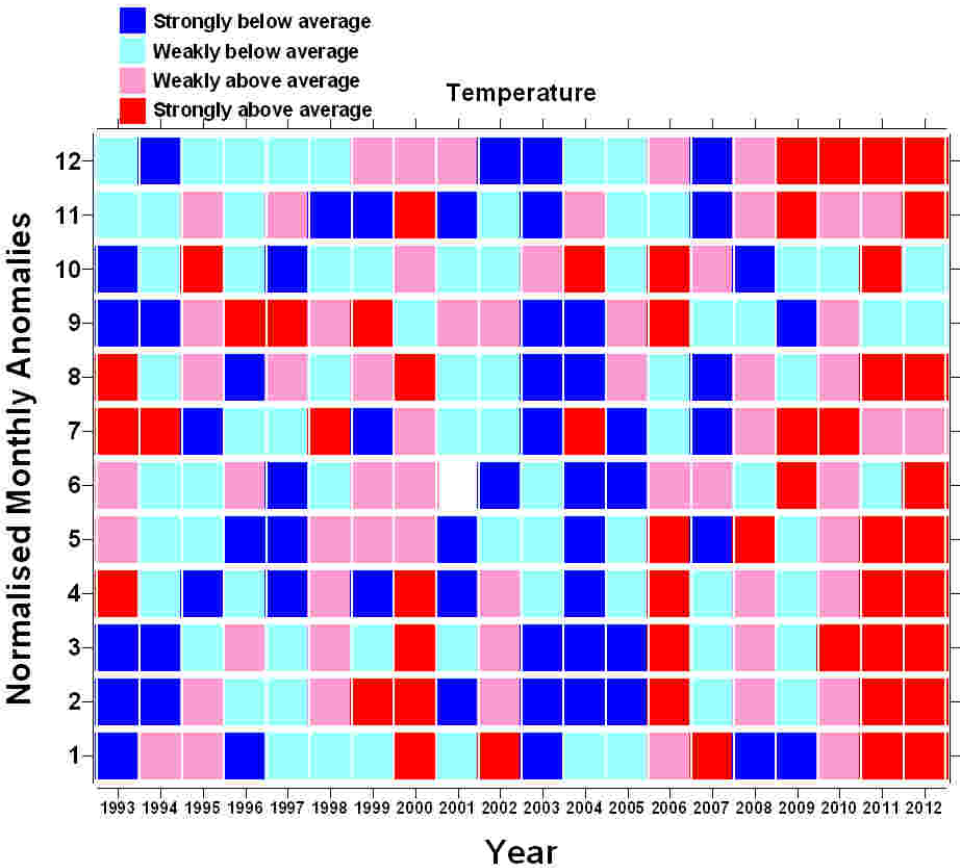 Strongly below average
Weakly below average
Weakly above average
Strongly above average
Temperature
12
11
10
9
8
7
6
5
4
3
2
1
Normalised Monthly Anomalies
1993 1994 1995 1996 1997 1998 1999 2000 2001 2002 2003 2004 2005 2006 2007 2008 2009 2010 2011 2012
Year